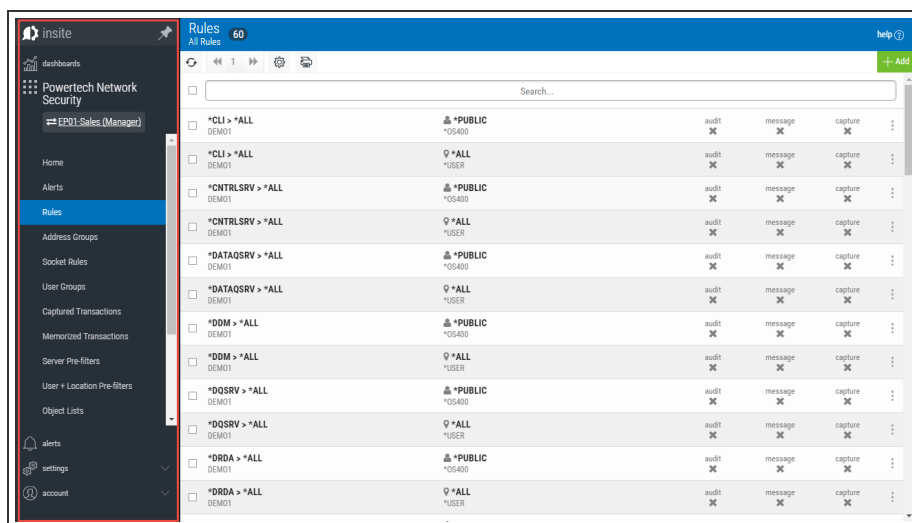 insite
dashboards
Powertech Network
Security
EP01-Sales (Manager)
Home
Alerts
Rules
Address Groups
Socket Rules
User Groups
Captured Transactions
Memorized Transactions
Server Pre-filters
User + Location Pre-filters
Object Lists
alerts
settings
account
Rules 60
All Rules
help ?
1
+ Add
Search...
*CLI > *ALL *PUBLIC audit message capture
DEMO1 *OS400
*CLI > *ALL *ALL audit message capture
DEMO1 *USER
*CNTRLSRV > *ALL *PUBLIC audit message capture
DEMO1 *OS400
*CNTRLSRV > *ALL *ALL audit message capture
DEMO1 *USER
*DATAQSRV > *ALL *PUBLIC audit message capture
DEMO1 *OS400
*DATAQSRV > *ALL *ALL audit message capture
DEMO1 *USER
*DDM > *ALL *PUBLIC audit message capture
DEMO1 *OS400
*DDM > *ALL *ALL audit message capture
DEMO1 *USER
*DQSRV > *ALL *PUBLIC audit message capture
DEMO1 *OS400
*DQSRV > *ALL *ALL audit message capture
DEMO1 *USER
*DRDA > *ALL *PUBLIC audit message capture
DEMO1 *OS400
*DRDA > *ALL *ALL audit message capture
DEMO1 *USER